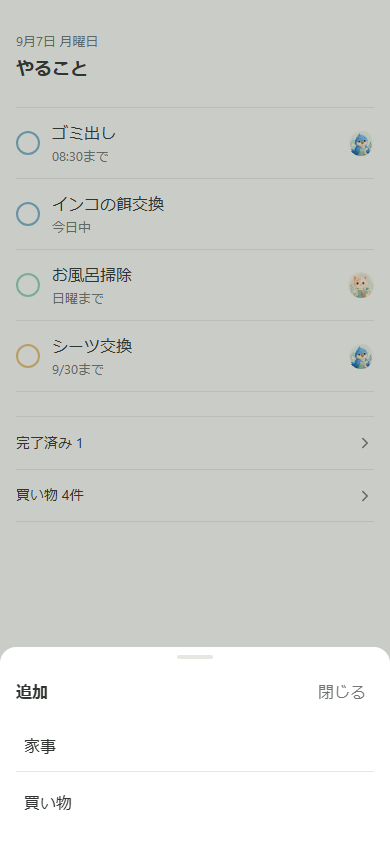 9月7日 月曜日
やること
ゴミ出し
08:30まで
インコの餌交換
今日中
お風呂掃除
日曜まで
シーツ交換
9/30まで
完了済み 1
買い物 4件
追加
閉じる
家事
買い物